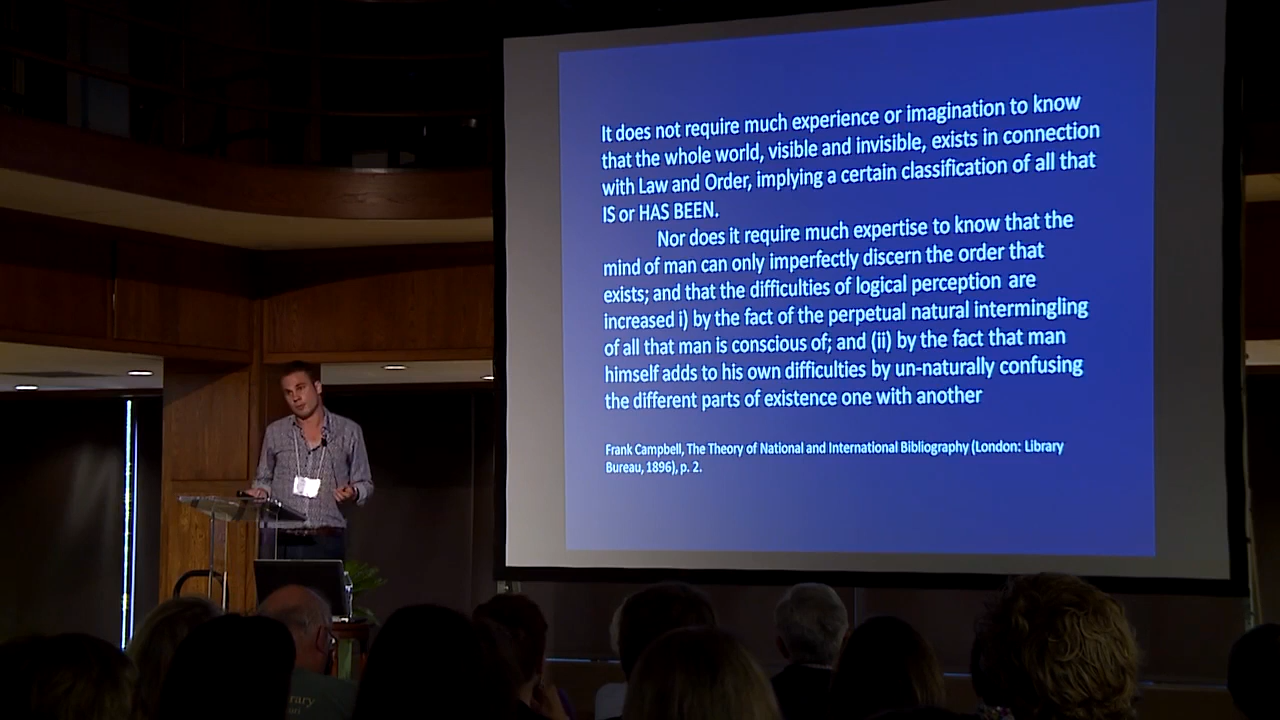 It does not require much experience or imagination to know
that the whole world, visible and invisible, exists in connection
with Law and Order, implying a certain classification of all that
IS or HAS BEEN.
Nor does it require much expertise to know that the
mind of man can only imperfectly discern the order that
exists; and that the difficulties of logical perception are
increased i) by the fact of the perpetual natural intermingling
of all that man is conscious of; and (ii) by the fact that man
himself adds to his own difficulties by un-naturally confusing
the different parts of existence one with another
Frank Campbell, The Theory of National and International Bibliography (London: Library
Bureau, 1896), p. 2.